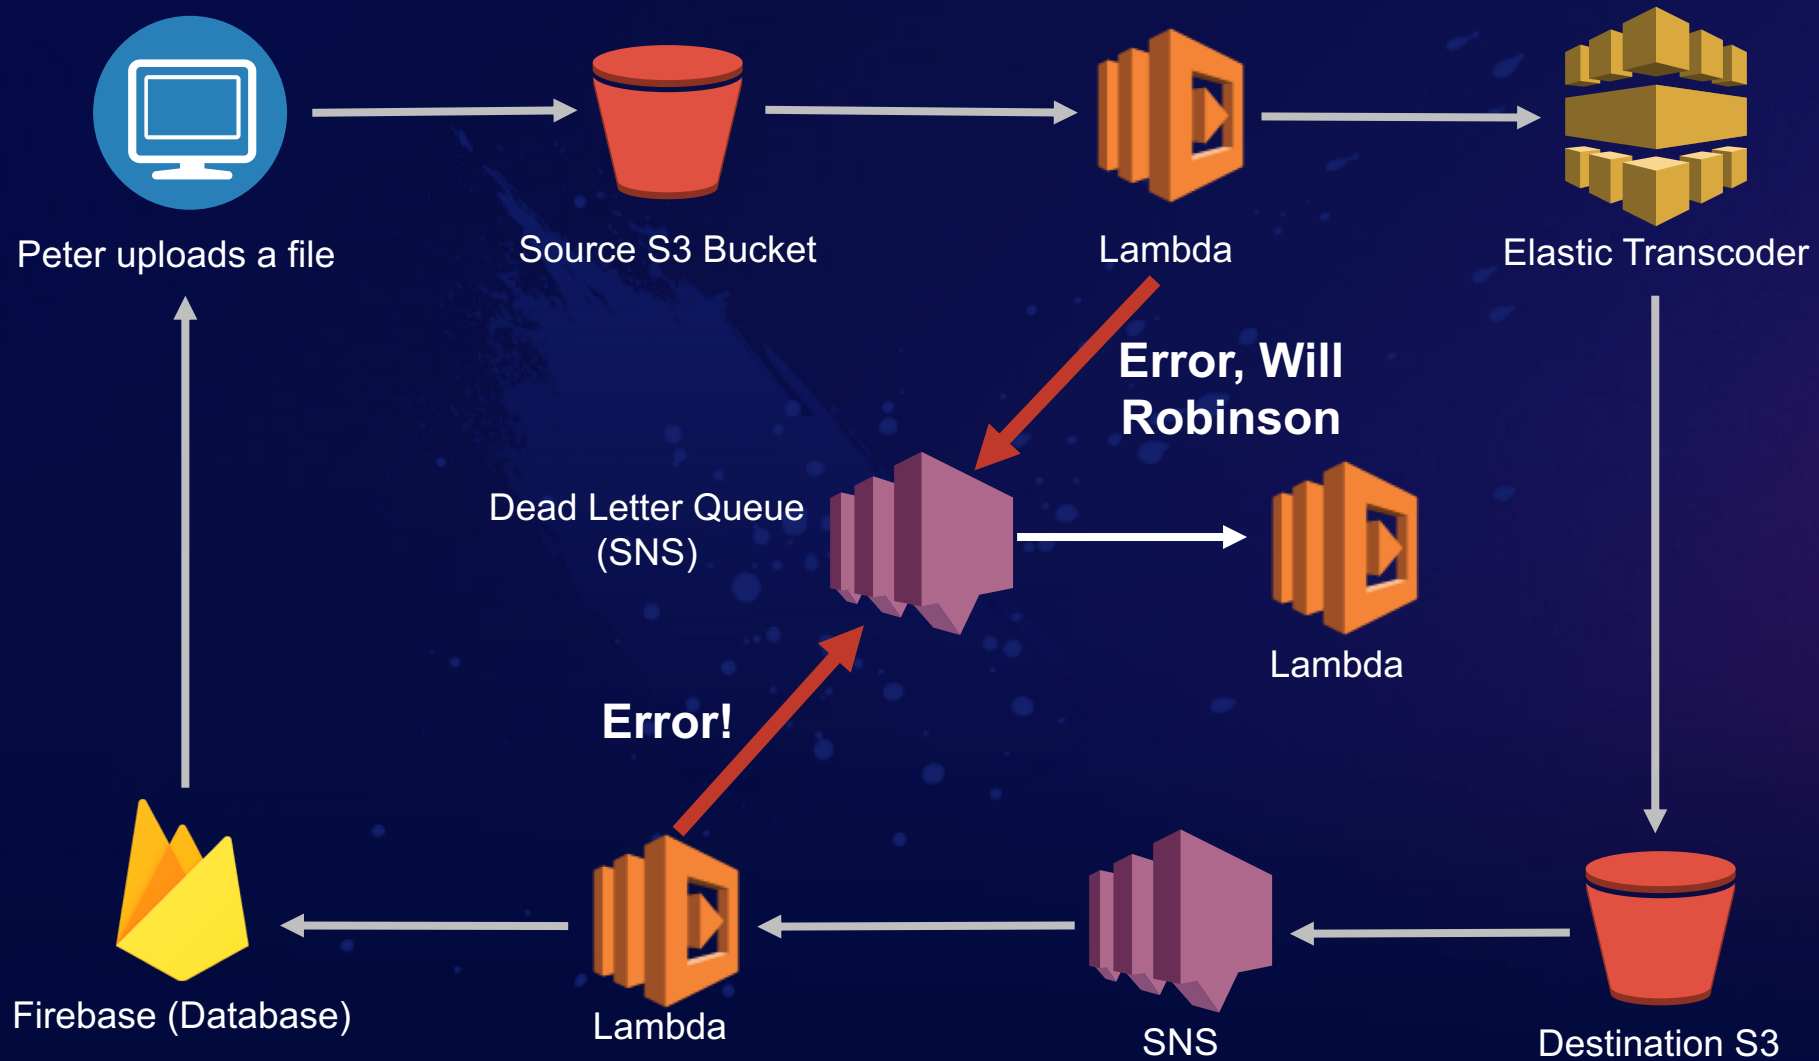 Peter uploads a file
Source S3 Bucket
Lambda
Elastic Transcoder
Error, Will
Robinson
Dead Letter Queue
(SNS)
Lambda
Error!
Firebase (Database)
Lambda
SNS
Destination S3